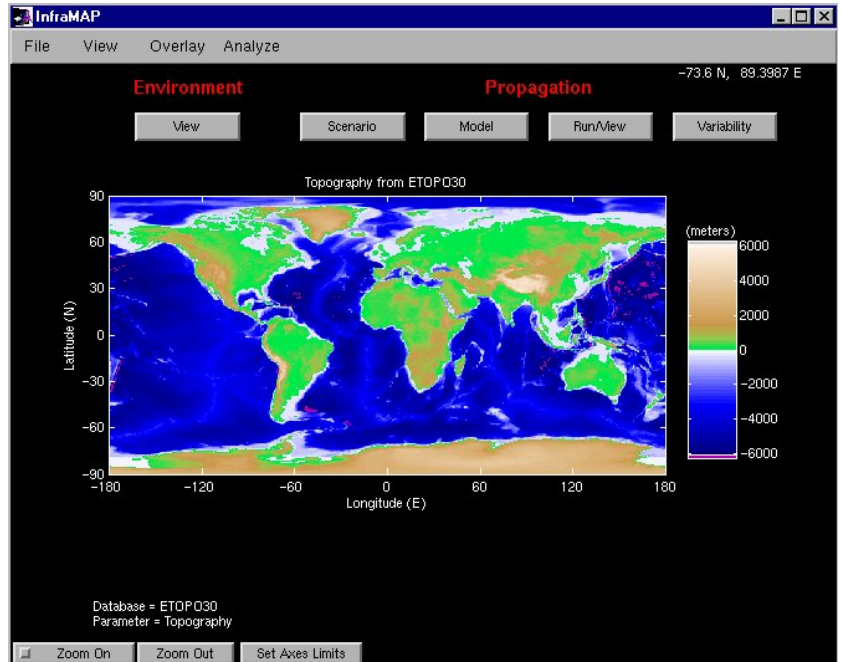 InfraMAP
File View Overlay Analyze
−73.6 N, 89.3987 E
Environment Propagation
View Scenario Model Run/View Variability
Topography from ETOPO30
(meters)
90
60
30
0
−30
−60
−90
Latitude (N)
−180 −120 −60 0 60 120 180
Longitude (E)
6000
4000
2000
0
−2000
−4000
−6000
Database = ETOPO30
Parameter = Topography
Zoom On Zoom Out Set Axes Limits